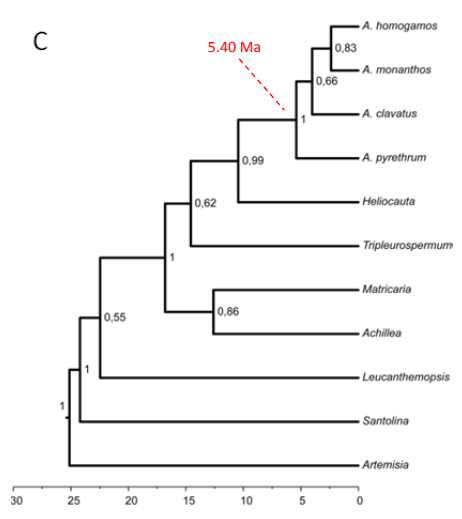 C
5.40 Ma
A. homogamos
0,83
A. monanthos
0,66
A. clavatus
1
A. pyrethrum
0,99
Heliocauta
0,62
Tripleurospermum
1
Matricaria
0,86
Achillea
0,55
Leucanthemopsis
1
Santolina
1
Artemisia
30 25 20 15 10 5 0